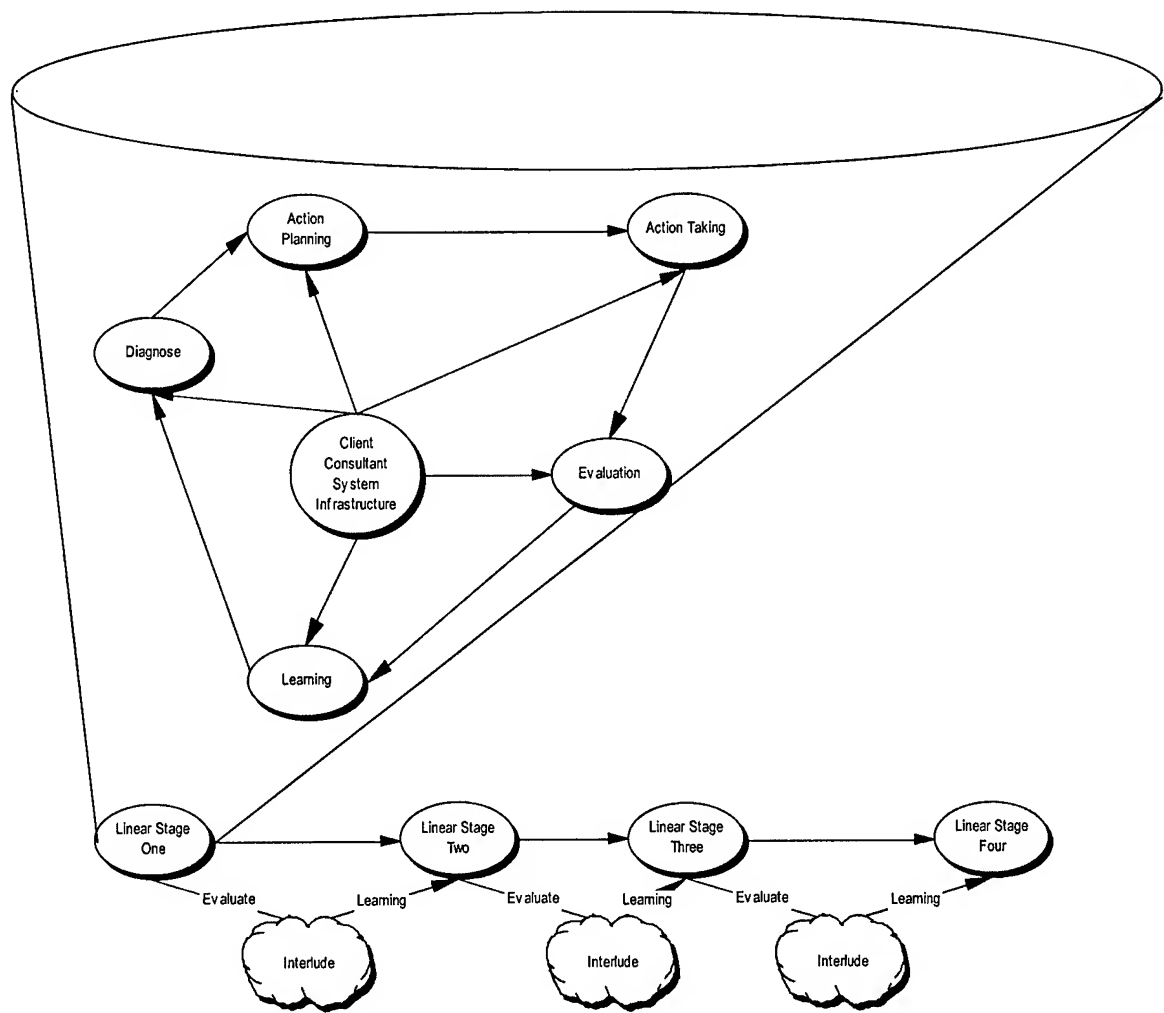 Action
Planning
Action Taking
Diagnose
Client
Consultant
System
Infrastructure
Evaluation
Learning
Linear Stage
One
Linear Stage
Two
Linear Stage
Three
Linear Stage
Four
Evaluate
Learning
Evaluate
Learning
Evaluate
Learning
Interlude
Interlude
Interlude